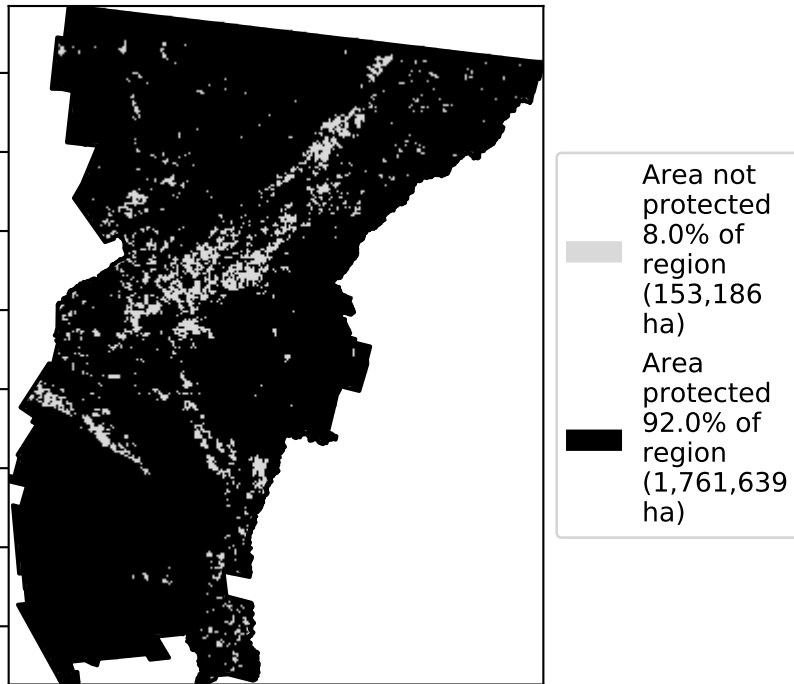 Area not
protected
8.0% of
region
(153,186
ha)
Area
protected
92.0% of
region
(1,761,639
ha)